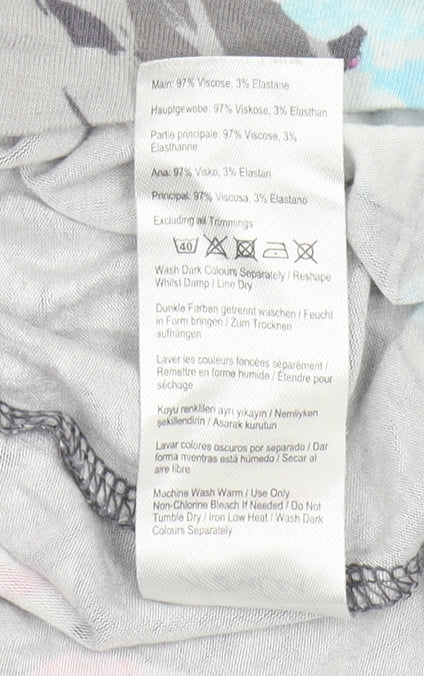 Main: 97% Viscose, 3% Elastane
Hauptgewebe: 97% Viskose, 3% Elasthan
Partie principale: 97% Viscose, 3%
Elasthanne
Ana: 97% Visko, 3% Elastan
Principal: 97% Viscosa, 3% Elastano
Excluding all Trimmings
40
Wash Dark Colours Separately / Reshape
Whilst Damp / Line Dry
Dunkle Farben getrennt waschen / Feucht
in Form bringen / Zum Trocknen
aufhängen
Laver les couleurs foncées séparément /
Remettre en forme humide / Étendre pour
séchage
Koyu renklileri ayrı yıkayın / Nemliyken
şekillendirin / Asarak kurutun
Lavar colores oscuros por separado / Dar
forma mientras está húmedo / Secar al
aire libre
Machine Wash Warm / Use Only
Non-Chlorine Bleach If Needed / Do Not
Tumble Dry / Iron Low Heat / Wash Dark
Colours Separately